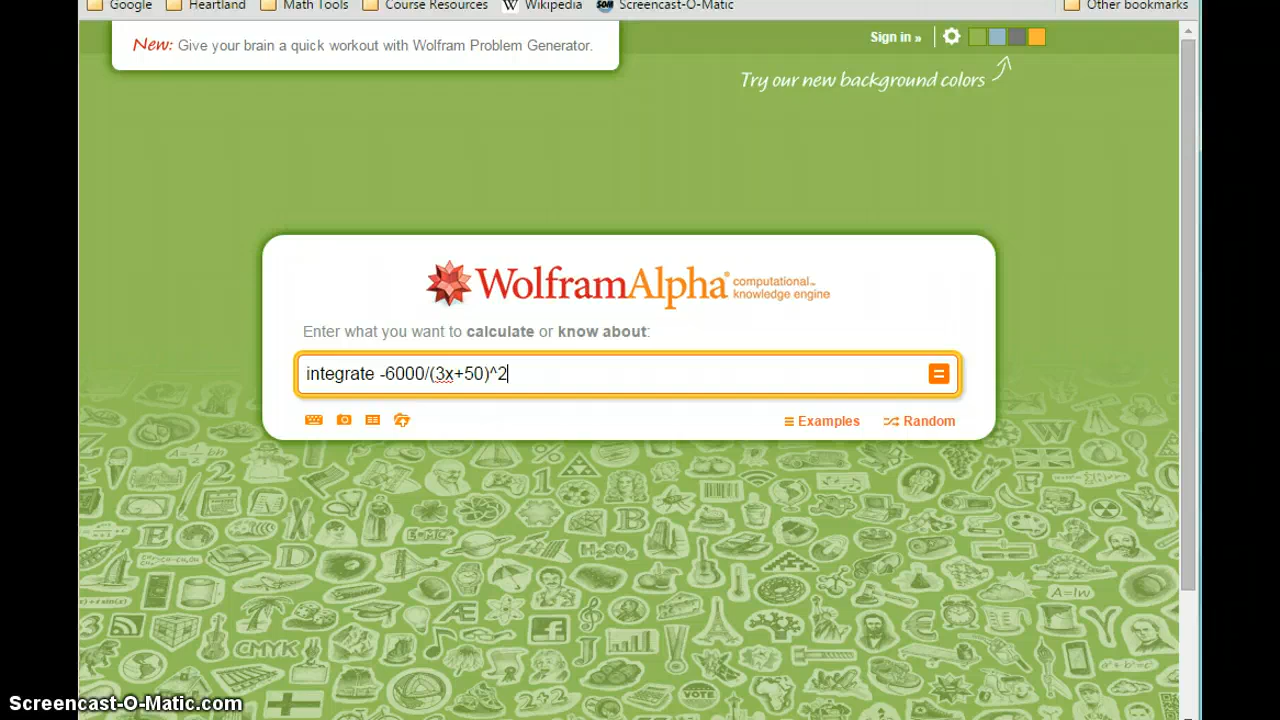 Google Heartland Math Tools Course Resources W Wikipedia SOM Screencast-O-Matic Other bookmarks
New: Give your brain a quick workout with Wolfram Problem Generator.
Sign in »
Try our new background colors
WolframAlpha computational knowledge engine
Enter what you want to calculate or know about:
integrate -6000/(3x+50)^2
Examples Random
Screencast-O-Matic.com